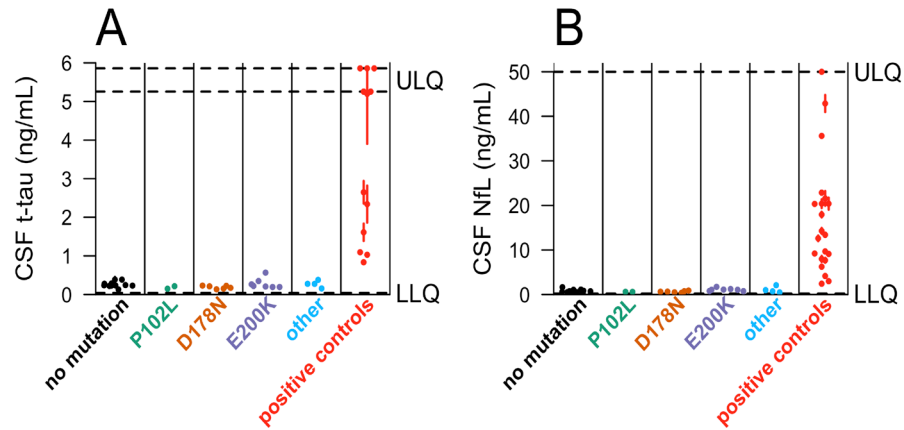 A
CSF t-tau (ng/mL)
6
5
4
3
2
1
0
ULQ
LLQ
no mutation
P102L
D178N
E200K
other
positive controls
B
CSF NfL (ng/mL)
50
40
30
20
10
0
ULQ
LLQ
no mutation
P102L
D178N
E200K
other
positive controls